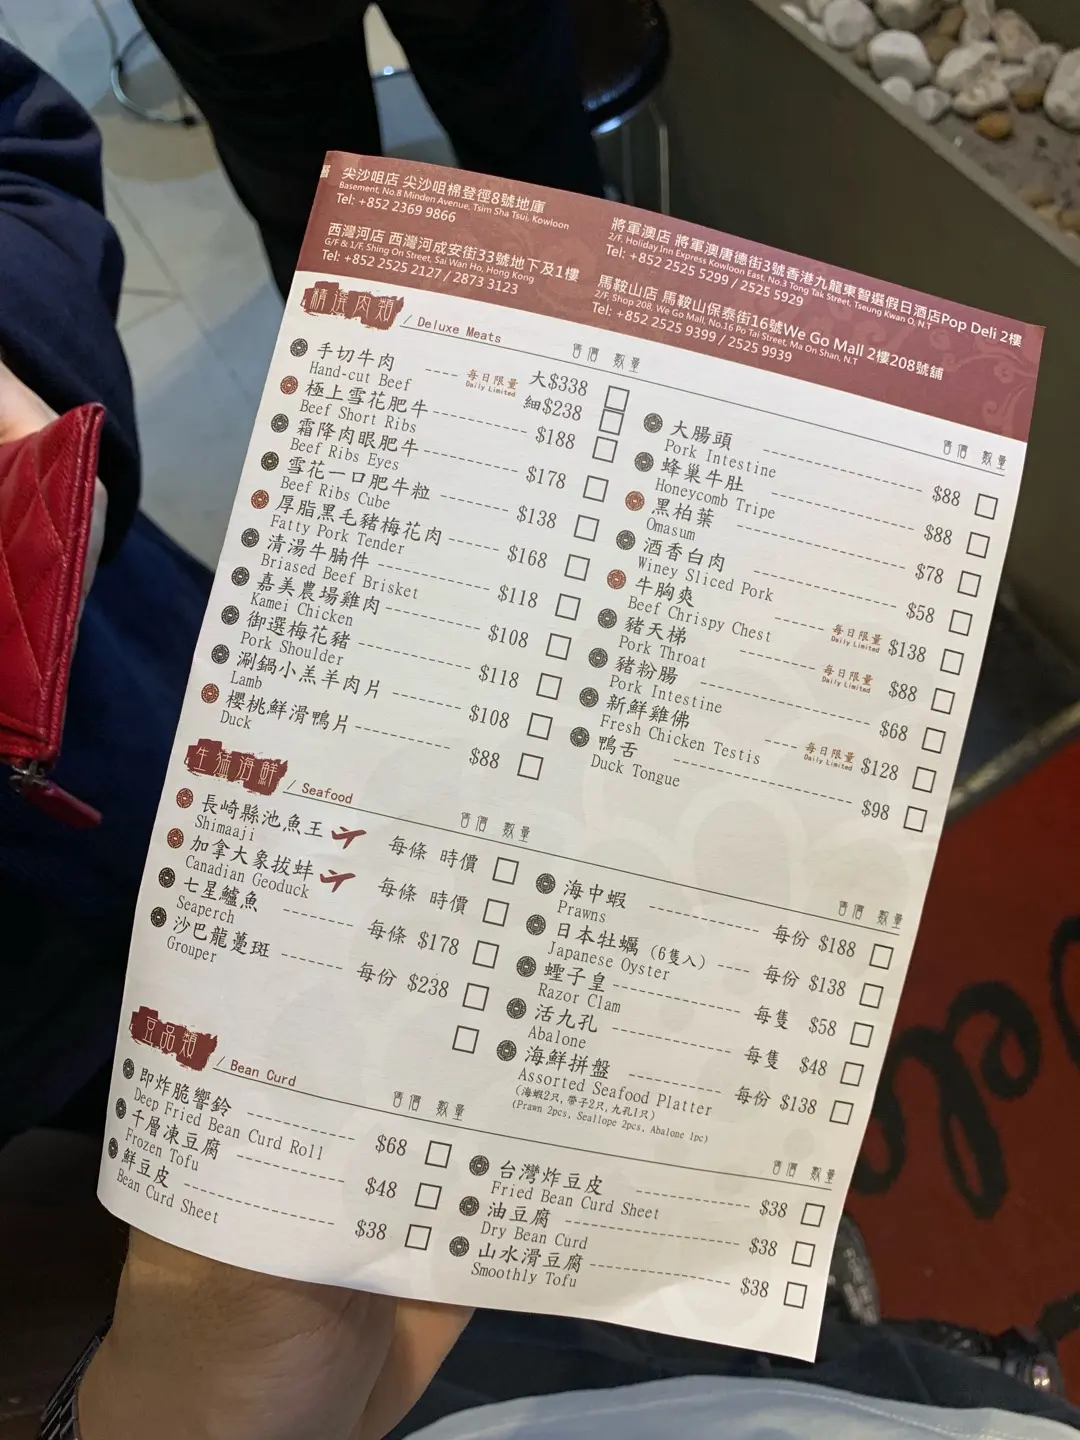 層
尖沙咀店 尖沙咀棉登徑8號地庫
Basement, No.8 Minden Avenue, Tsim Sha Tsui, Kowloon
Tel: +852 2369 9866
西灣河店 西灣河成安街33號地下及1樓
G/F & 1/F, Shing On Street, Sai Wan Ho, Hong Kong
Tel: +852 2525 2127 / 2873 3123
將軍澳店 將軍澳唐德街3號香港九龍東智選假日酒店Pop Deli 2樓
2/F, Holiday Inn Express Kowloon East, No.3 Tong Tak Street, Tseung Kwan O, N.T
Tel: +852 2525 5299 / 2525 5929
馬鞍山店 馬鞍山保泰街16號We Go Mall 2樓208號舖
2/F, Shop 208, We Go Mall, No.16 Po Tai Street, Ma On Shan, N.T
Tel: +852 2525 9399 / 2525 9939
精選肉類 / Deluxe Meats
售價 數量
手切牛肉 ---- 每日限量 大$338
Hand-cut Beef Daily Limited 細$238
極上雪花肥牛 $188
Beef Short Ribs
霜降肉眼肥牛 $178
Beef Ribs Eyes
雪花一口肥牛粒 $138
Beef Ribs Cube
厚脂黑毛豬梅花肉 $168
Fatty Pork Tender
清湯牛腩件 $118
Briased Beef Brisket
嘉美農場雞肉 $108
Kamei Chicken
御選梅花豬 $118
Pork Shoulder
涮鍋小羔羊肉片 $108
Lamb
櫻桃鮮滑鴨片 $88
Duck
售價 數量
大腸頭 $88
Pork Intestine
蜂巢牛肚 $88
Honeycomb Tripe
黑柏葉 $78
Omasum
酒香白肉 $58
Winey Sliced Pork
牛胸爽 每日限量 $138
Beef Chrispy Chest Daily Limited
豬天梯 每日限量 $88
Pork Throat Daily Limited
豬粉腸 $68
Pork Intestine
新鮮雞佛 每日限量 $128
Fresh Chicken Testis Daily Limited
鴨舌 $98
Duck Tongue
生猛海鮮 / Seafood
售價 數量
長崎縣池魚王 每條 時價
Shimaaji
加拿大象拔蚌 每條 時價
Canadian Geoduck
七星鱸魚 每條 $178
Seaperch
沙巴龍躉斑 每份 $238
Grouper
售價 數量
海中蝦 每份 $188
Prawns
日本牡蠣 (6隻入) ---- 每份 $138
Japanese Oyster
蟶子皇 每隻 $58
Razor Clam
活九孔 每隻 $48
Abalone
海鮮拼盤 每份 $138
Assorted Seafood Platter
(海蝦2只, 帶子2只, 九孔1只)
(Prawn 2pcs, Seallope 2pcs, Abalone 1pc)
豆品類 / Bean Curd
售價 數量
即炸脆響鈴 $68
Deep Fried Bean Curd Roll
千層凍豆腐 $48
Frozen Tofu
鮮豆皮 $38
Bean Curd Sheet
售價 數量
台灣炸豆皮 $38
Fried Bean Curd Sheet
油豆腐 $38
Dry Bean Curd
山水滑豆腐 $38
Smoothly Tofu